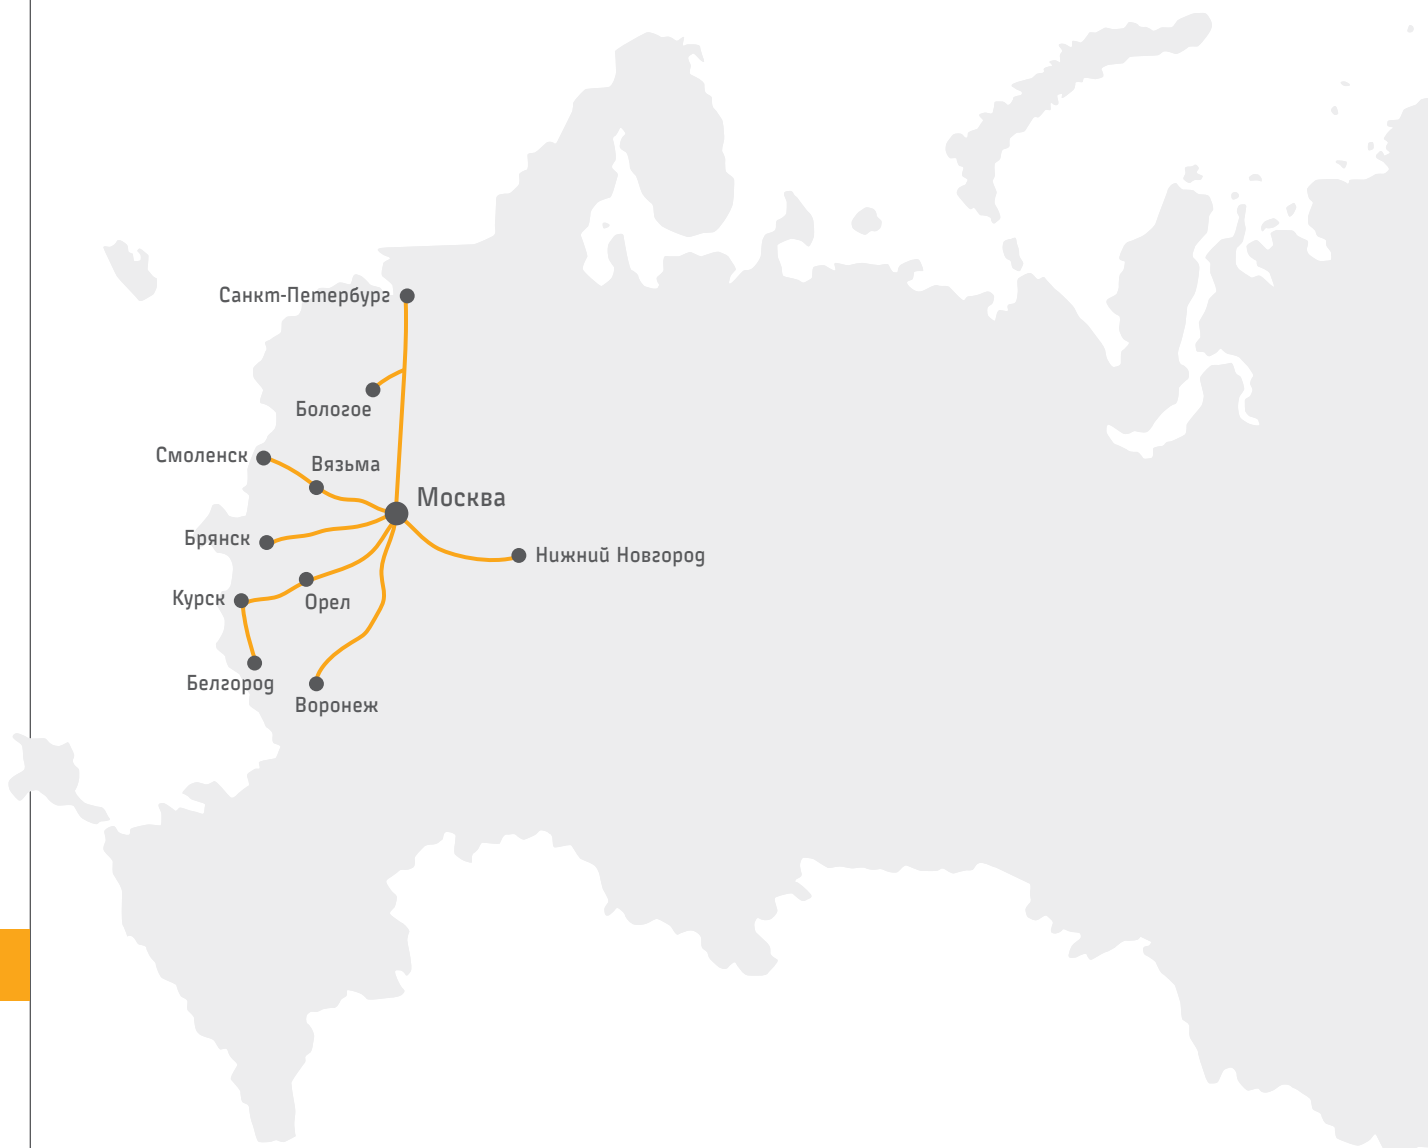 Санкт-Петербург
Бологое
Смоленск
Вязьма
Москва
Брянск
Нижний Новгород
Курск
Орел
Белгород
Воронеж